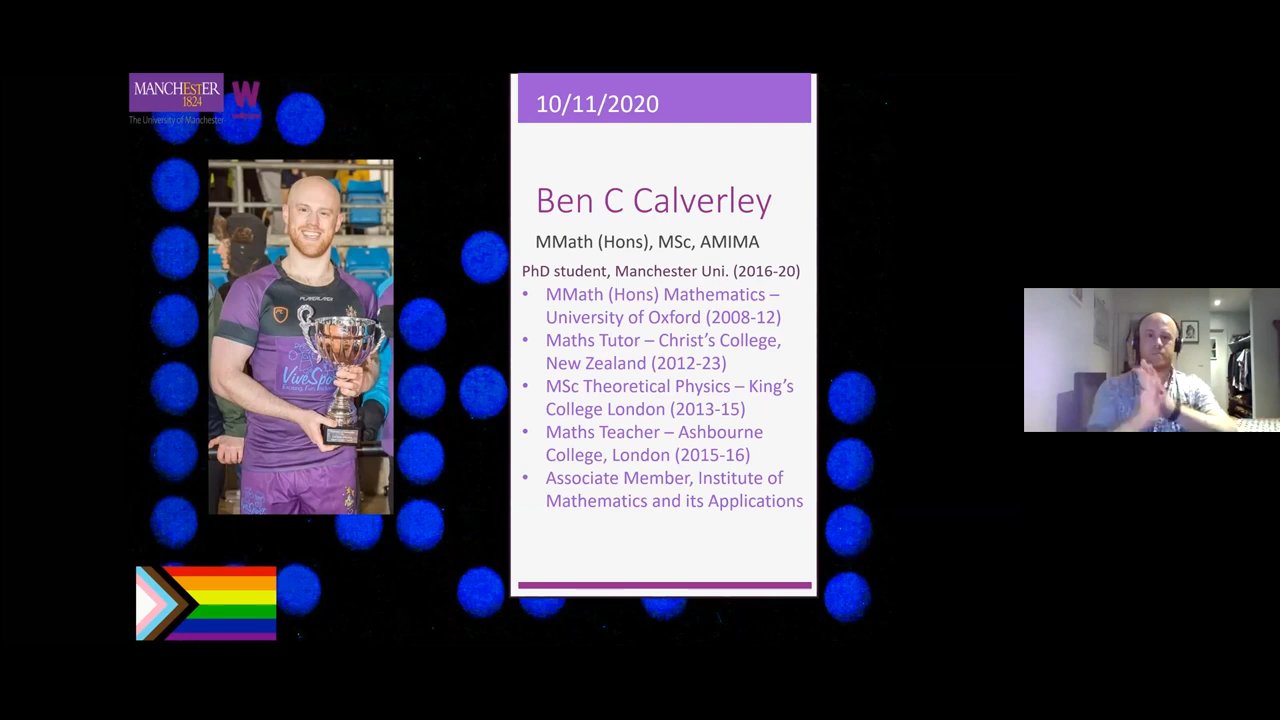 MANCHESTER
1824
The University of Manchester
W
10/11/2020
Ben C Calverley
MMath (Hons), MSc, AMIMA
PhD student, Manchester Uni. (2016-20)
• MMath (Hons) Mathematics –
University of Oxford (2008-12)
• Maths Tutor – Christ's College,
New Zealand (2012-23)
• MSc Theoretical Physics – King's
College London (2013-15)
• Maths Teacher – Ashbourne
College, London (2015-16)
• Associate Member, Institute of
Mathematics and its Applications
PLAYERLAYER
ViveSpo